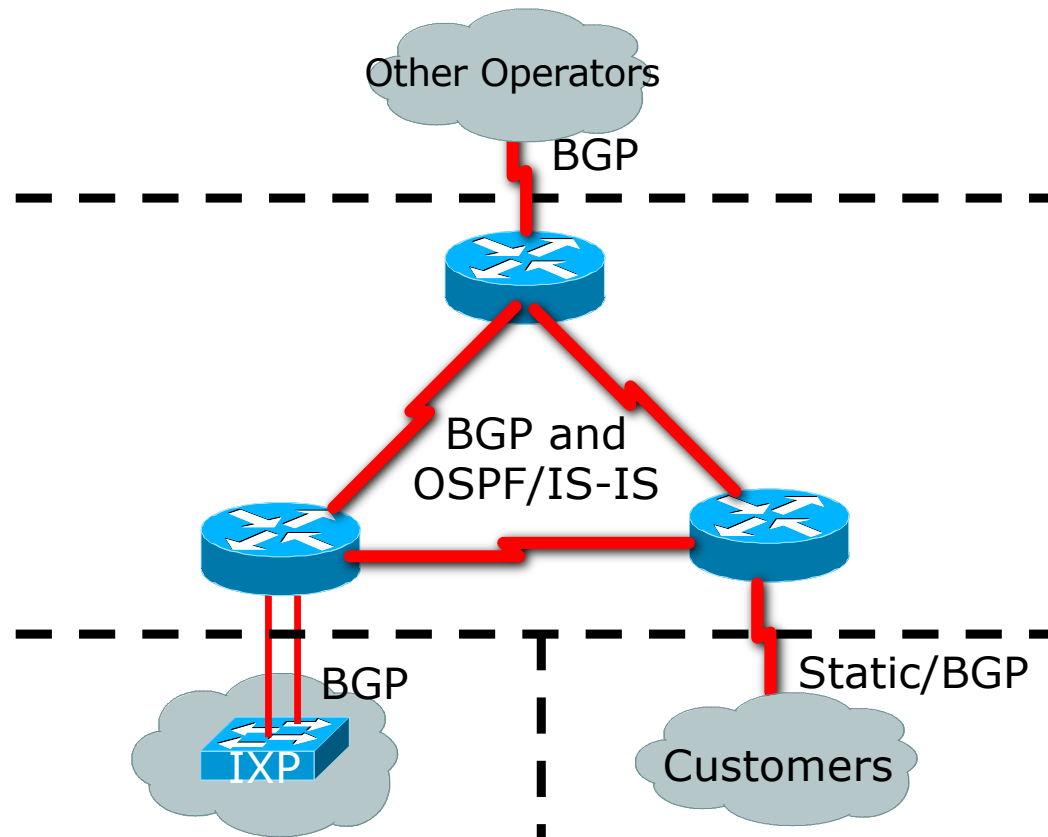 Other Operators
BGP
BGP and
OSPF/IS-IS
BGP
IXP
Static/BGP
Customers